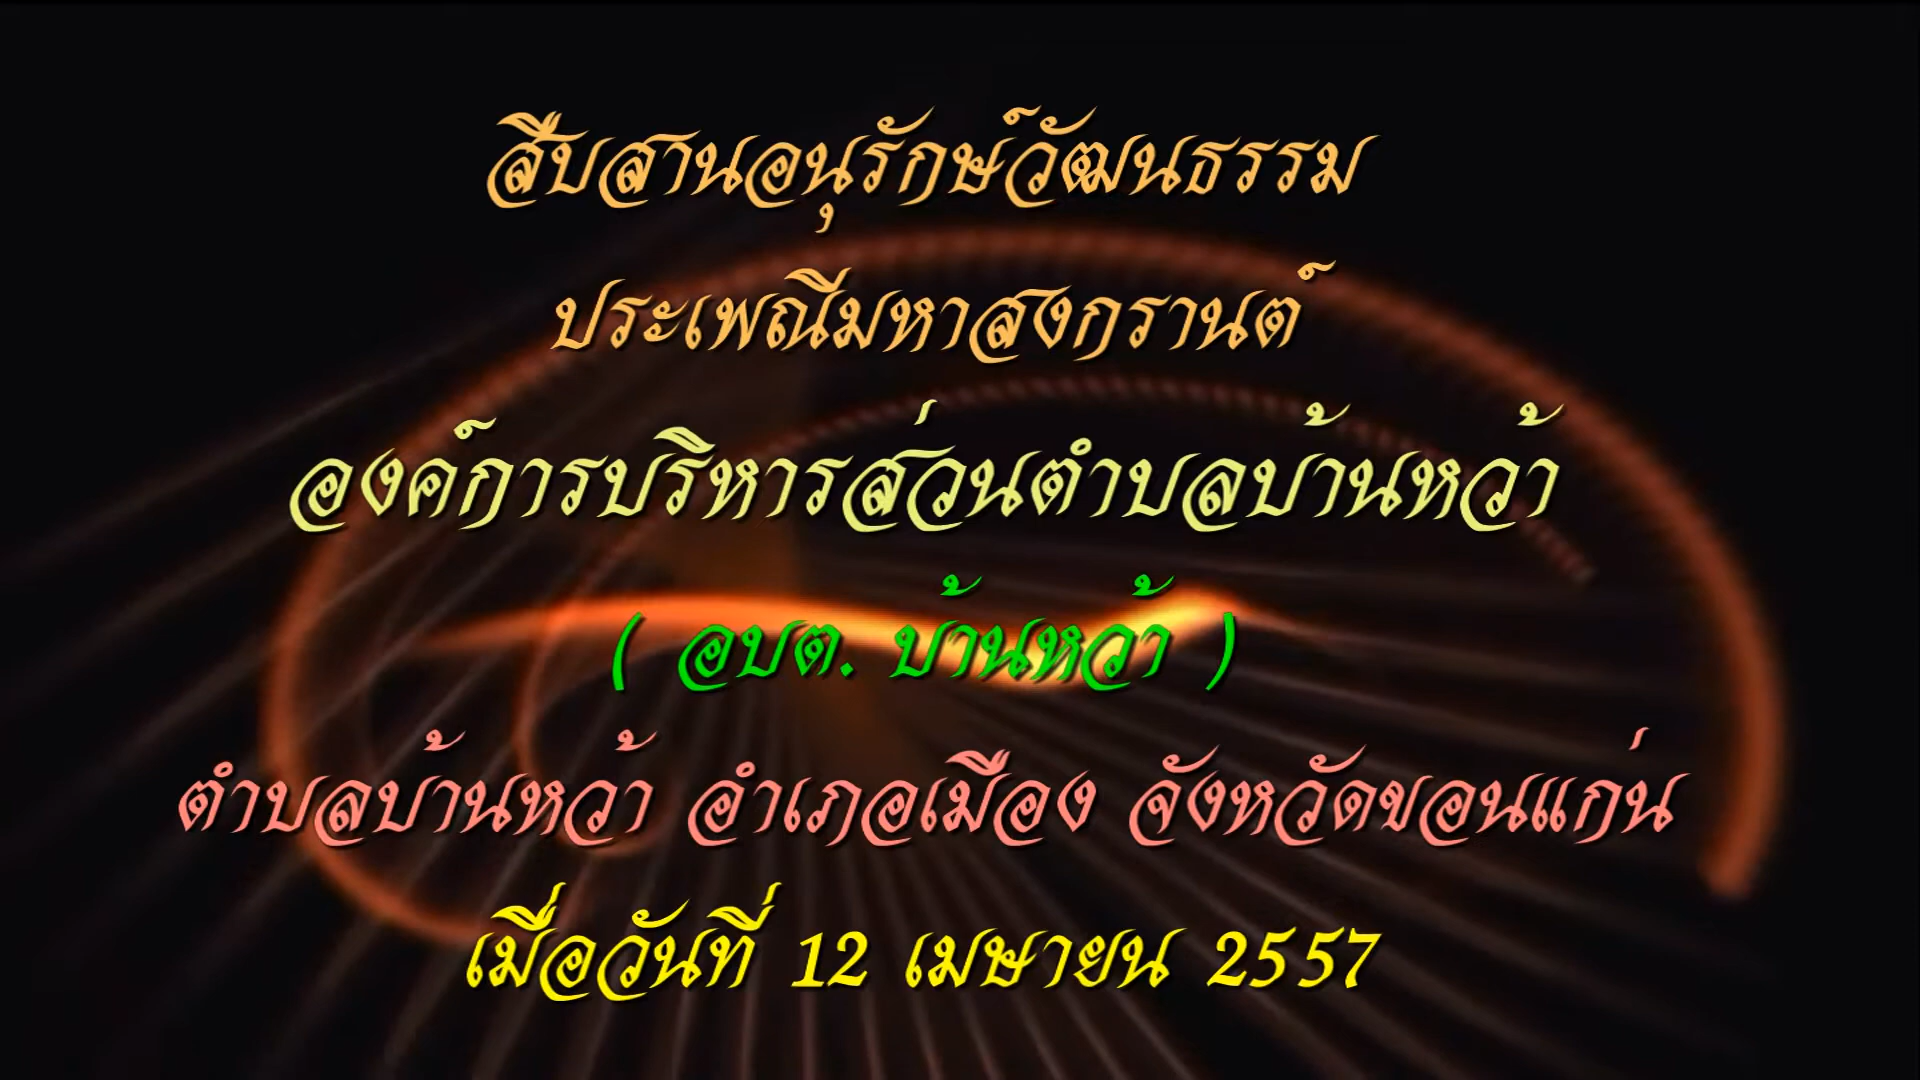 สืบสานอนุรักษ์วัฒนธรรม
ประเพณีมหาสงกรานต์
องค์การบริหารส่วนตำบลบ้านหว้า
( อบต. บ้านหว้า )
ตำบลบ้านหว้า อำเภอเมือง จังหวัดขอนแก่น
เมื่อวันที่ 12 เมษายน 2557